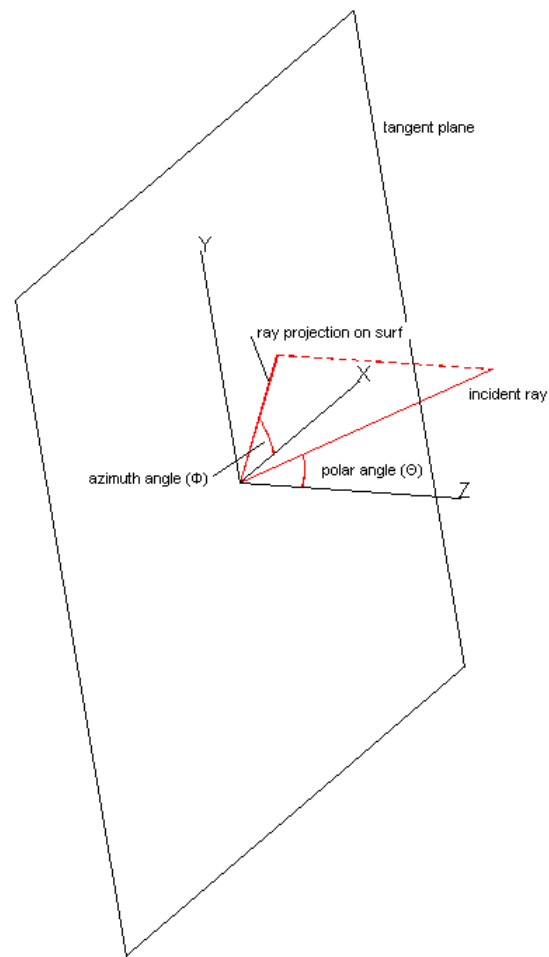 tangent plane
Y
ray projection on surf
X
incident ray
azimuth angle (Φ)
polar angle (Θ)
Z